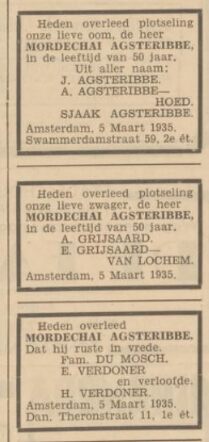 Heden overleed plotseling
onze lieve oom, de heer
MORDECHAI AGSTERIBBE,
in de leeftijd van 50 jaar.
Uit aller naam:
J. AGSTERIBBE.
A. AGSTERIBBE—
HOED.
SJAAK AGSTERIBBE.
Amsterdam, 5 Maart 1935.
Swammerdamstraat 59, 2e ét.
Heden overleed plotseling
onze lieve zwager, de heer
MORDECHAI AGSTERIBBE,
in de leeftijd van 50 jaar.
A. GRIJSAARD.
E. GRIJSAARD—
VAN LOCHEM.
Amsterdam, 5 Maart 1935.
Heden overleed
MORDECHAI AGSTERIBBE.
Dat hij ruste in vrede.
Fam. DU MOSCH.
E. VERDONER
en verloofde.
H. VERDONER.
Amsterdam, 5 Maart 1935.
Dan. Theronstraat 11, 1e ét.